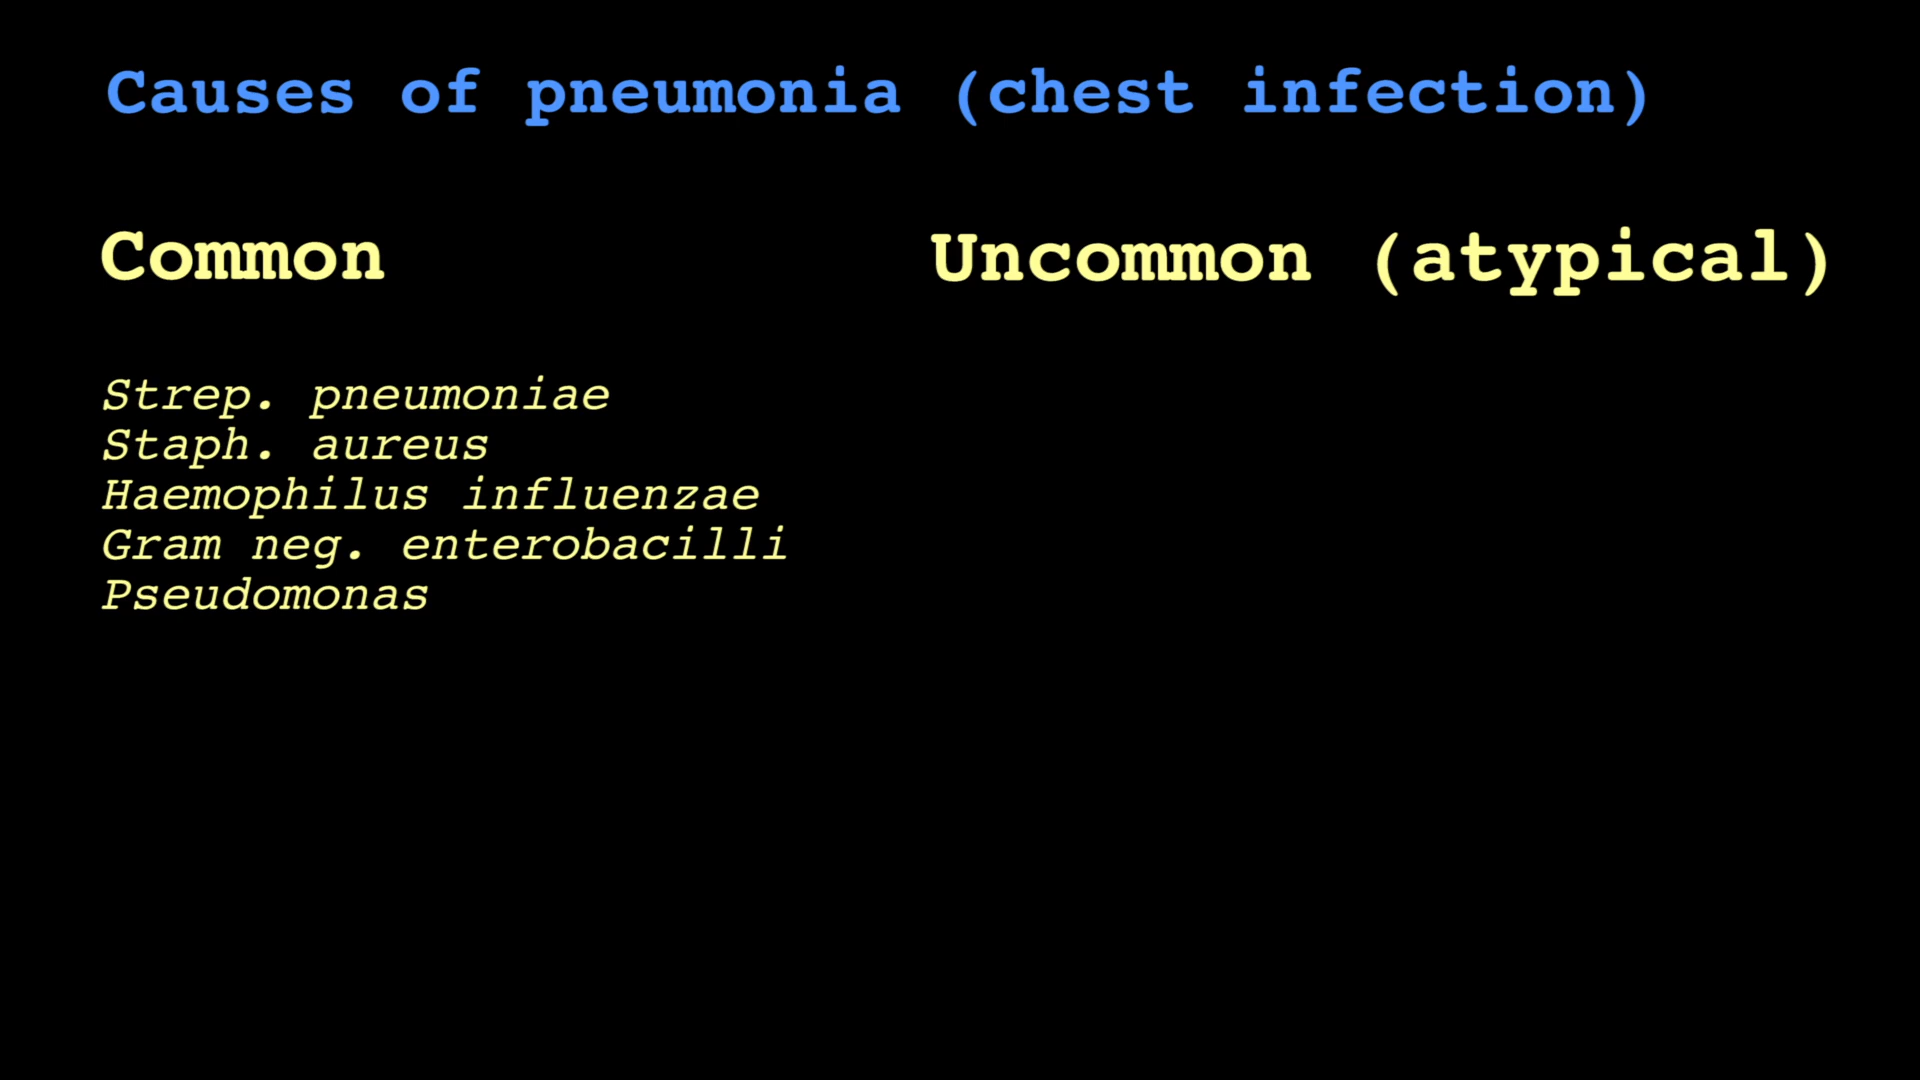 Causes of pneumonia (chest infection)
Common
Uncommon (atypical)
Strep. pneumoniae
Staph. aureus
Haemophilus influenzae
Gram neg. enterobacilli
Pseudomonas